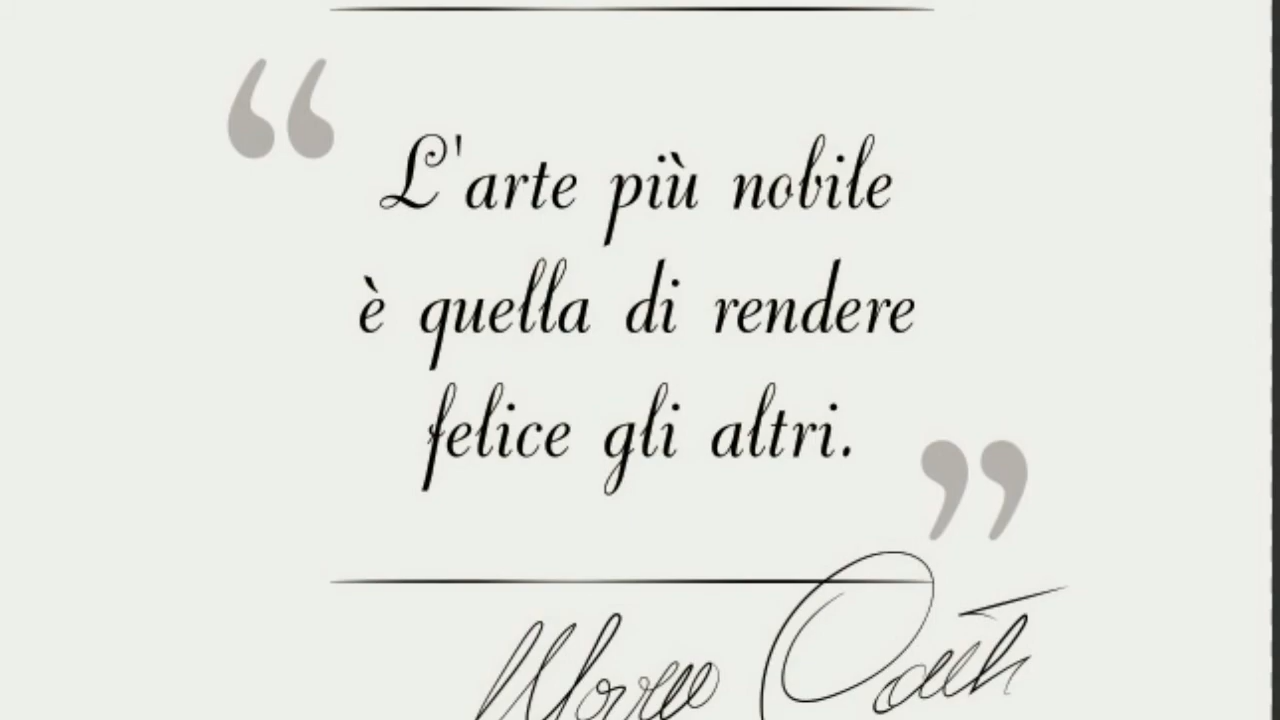 “L'arte più nobile
è quella di rendere
felice gli altri.”